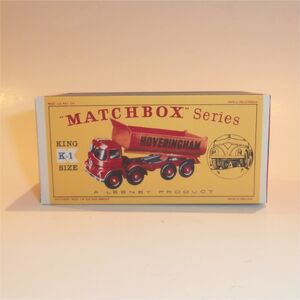 "MATCHBOX" Series
KING
K-1
SIZE
HOVERINGHAM
A LESNEY PRODUCT